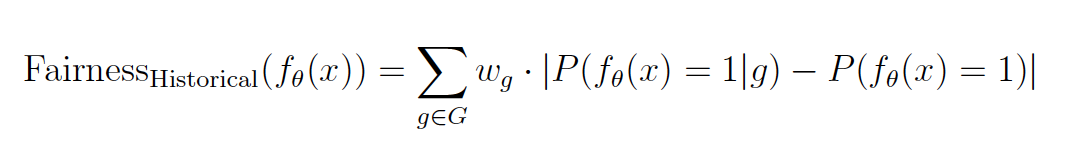 Fairness_Historical(f_θ(x)) = ∑_{g∈G} w_g · |P(f_θ(x) = 1|g) − P(f_θ(x) = 1)|